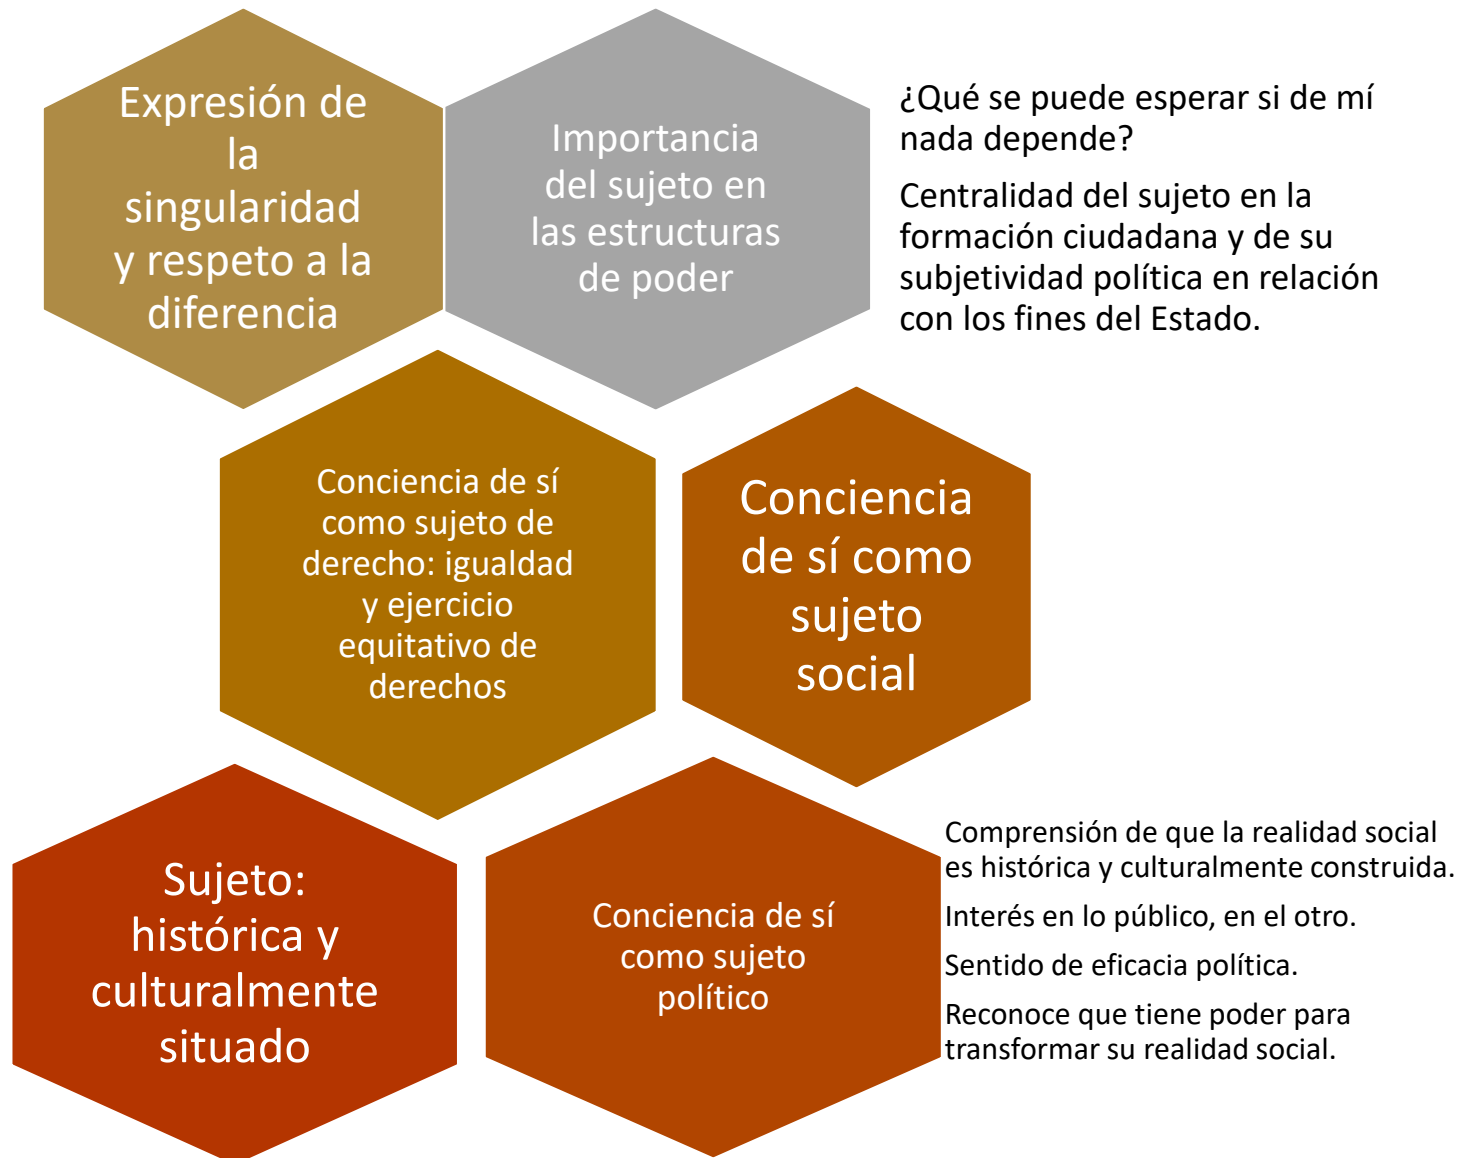 Expresión de
la
singularidad
y respeto a la
diferencia
Importancia
del sujeto en
las estructuras
de poder
¿Qué se puede esperar si de mí
nada depende?
Centralidad del sujeto en la
formación ciudadana y de su
subjetividad política en relación
con los fines del Estado.
Conciencia de sí
como sujeto de
derecho: igualdad
y ejercicio
equitativo de
derechos
Conciencia
de sí como
sujeto
social
Sujeto:
histórica y
culturalmente
situado
Conciencia de sí
como sujeto
político
Comprensión de que la realidad social
es histórica y culturalmente construida.
Interés en lo público, en el otro.
Sentido de eficacia política.
Reconoce que tiene poder para
transformar su realidad social.